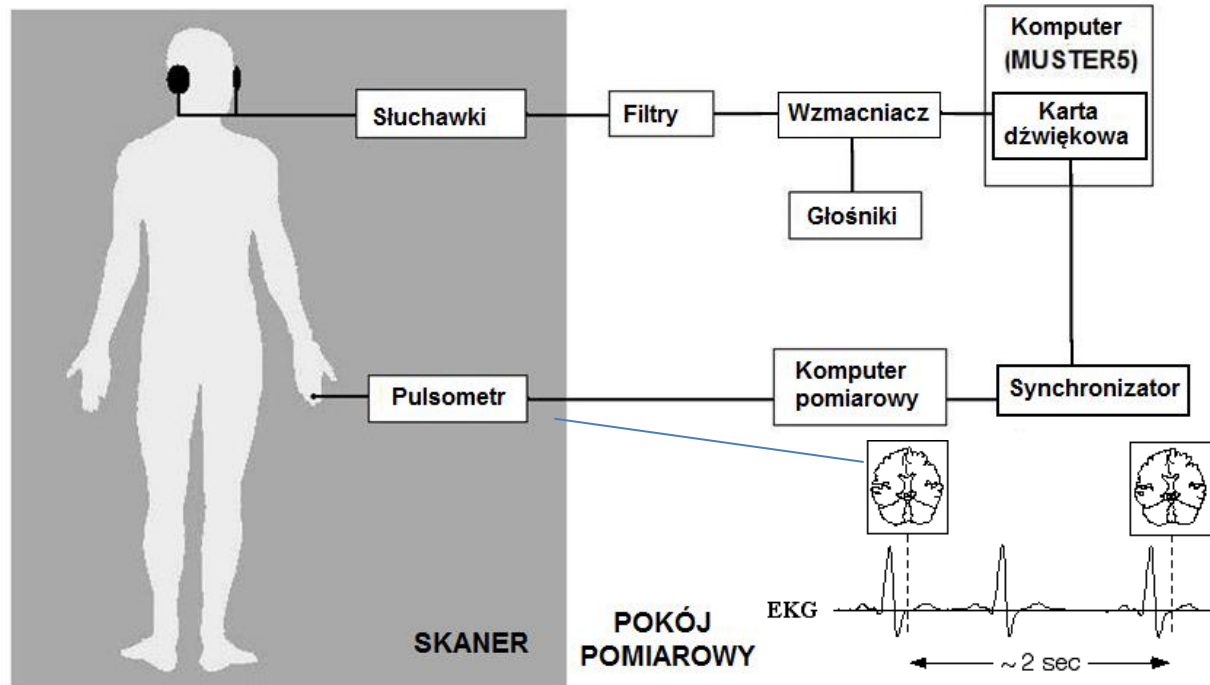 Komputer
(MUSTER5)
Słuchawki
Filtry
Wzmacniacz
Karta
dźwiękowa
Głośniki
Pulsometr
Komputer
pomiarowy
Synchronizator
EKG
SKANER
POKÓJ
POMIAROWY
~ 2 sec